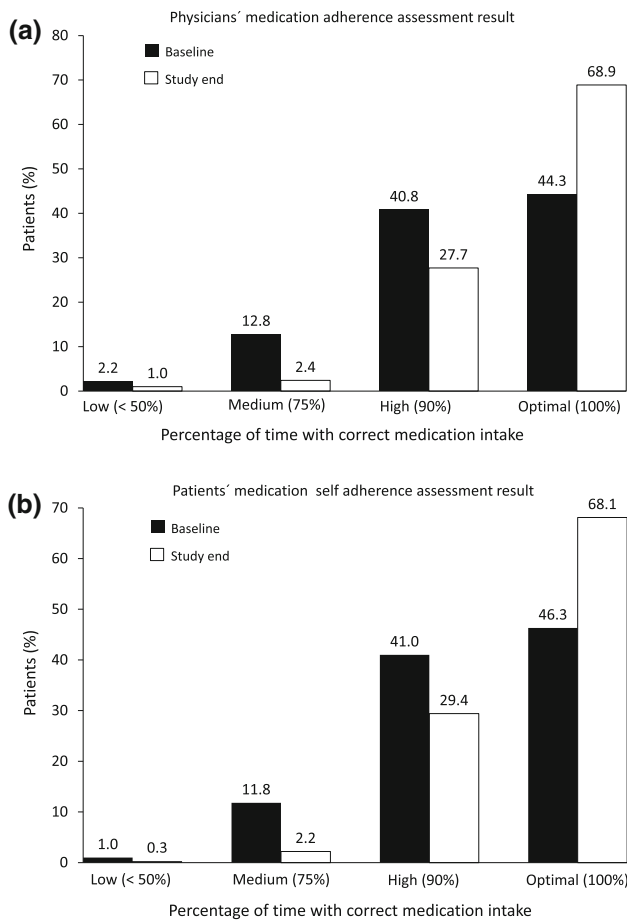 (a)
Physicians´ medication adherence assessment result
80
70
60
50
40
30
20
10
0
Patients (%)
Baseline
Study end
2.2
1.0
12.8
2.4
40.8
27.7
44.3
68.9
Low (< 50%)
Medium (75%)
High (90%)
Optimal (100%)
Percentage of time with correct medication intake
(b)
Patients´ medication self adherence assessment result
70
60
50
40
30
20
10
0
Patients (%)
Baseline
Study end
1.0
0.3
11.8
2.2
41.0
29.4
46.3
68.1
Low (< 50%)
Medium (75%)
High (90%)
Optimal (100%)
Percentage of time with correct medication intake